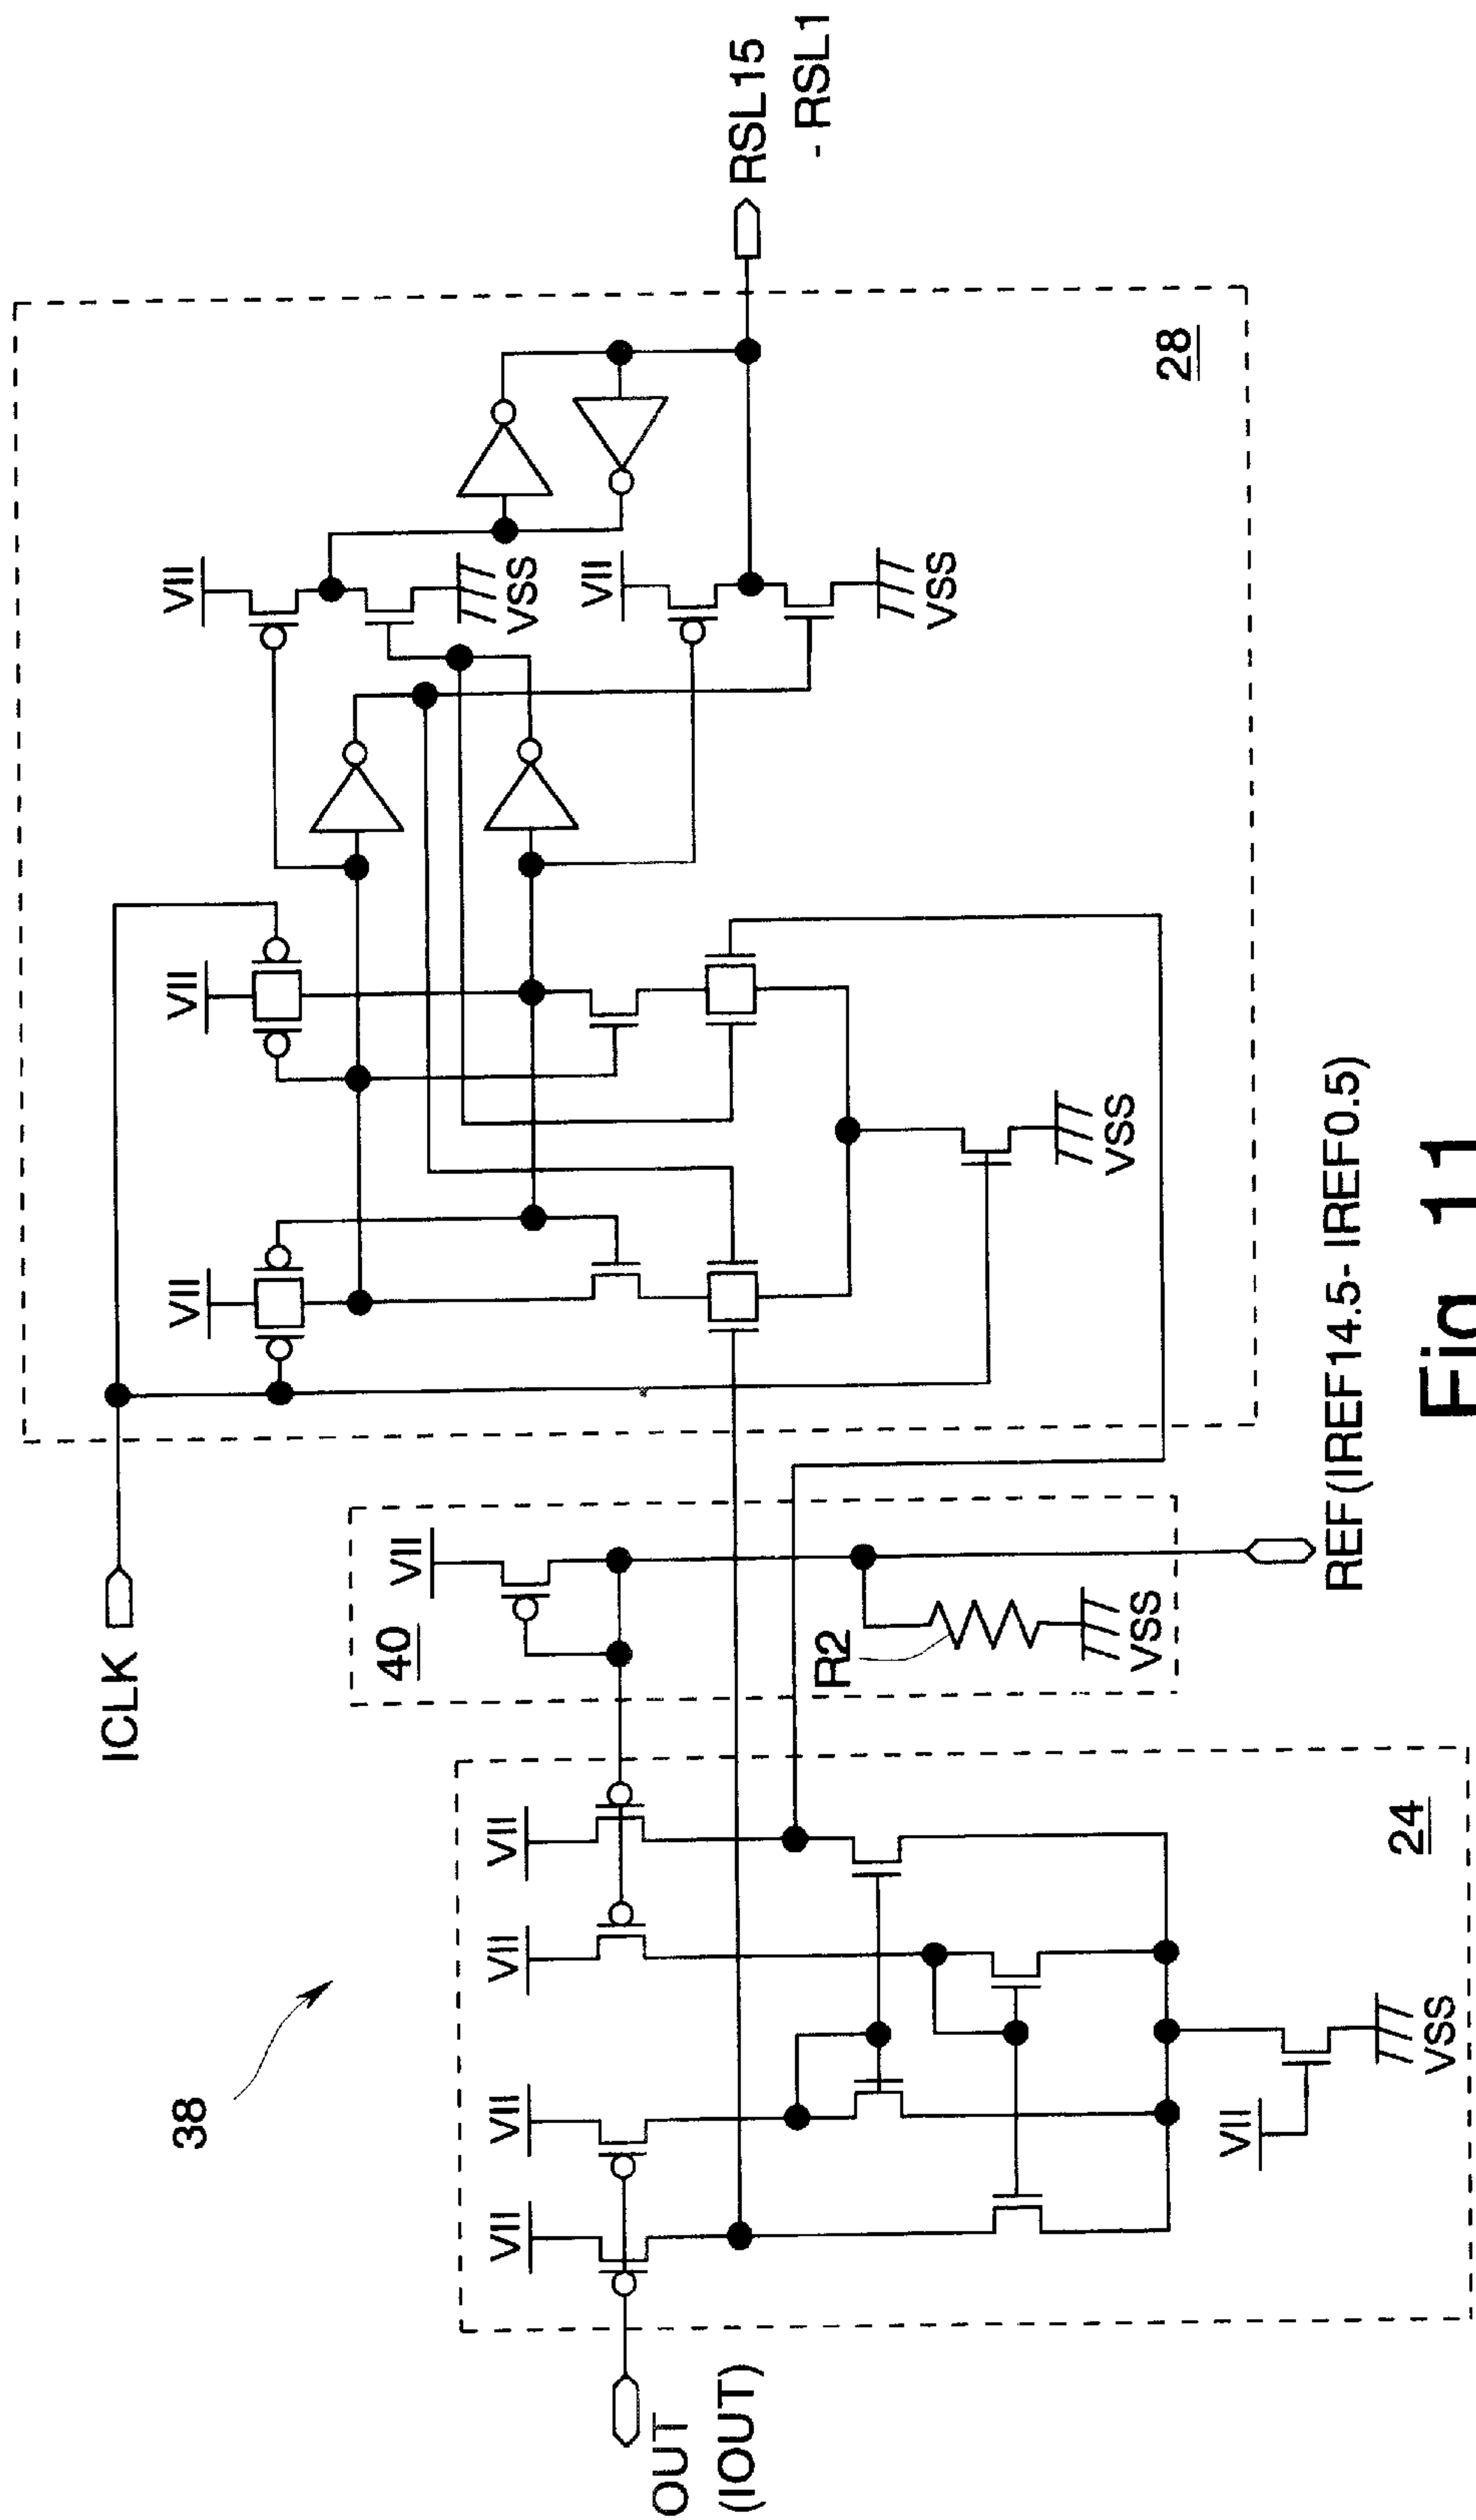 38
OUT
(IOUT)
VII
VII
VII
VII
VII
VSS
24
ICLK
40
VII
R2
VSS
REF(IREF14.5- IREF0.5)
VII
VII
VSS
VII
VSS
VII
VSS
28
RSL15
- RSL1
Fig. 11